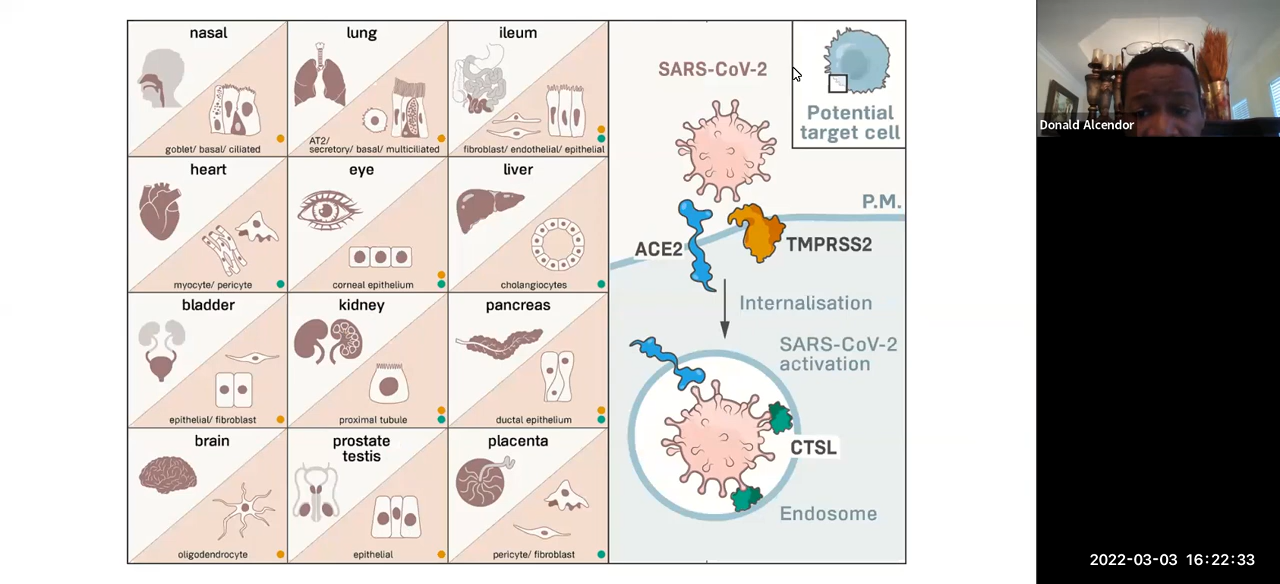 nasal
goblet/ basal/ ciliated
lung
AT2/
secretory/ basal/ multiciliated
ileum
fibroblast/ endothelial/ epithelial
heart
myocyte/ pericyte
eye
corneal epithelium
liver
cholangiocytes
bladder
epithelial/ fibroblast
kidney
proximal tubule
pancreas
ductal epithelium
brain
oligodendrocyte
prostate
testis
epithelial
placenta
pericyte/ fibroblast
SARS-CoV-2
Potential
target cell
P.M.
ACE2
TMPRSS2
Internalisation
SARS-CoV-2
activation
CTSL
Endosome
Donald Alcendor
2022-03-03 16:22:33